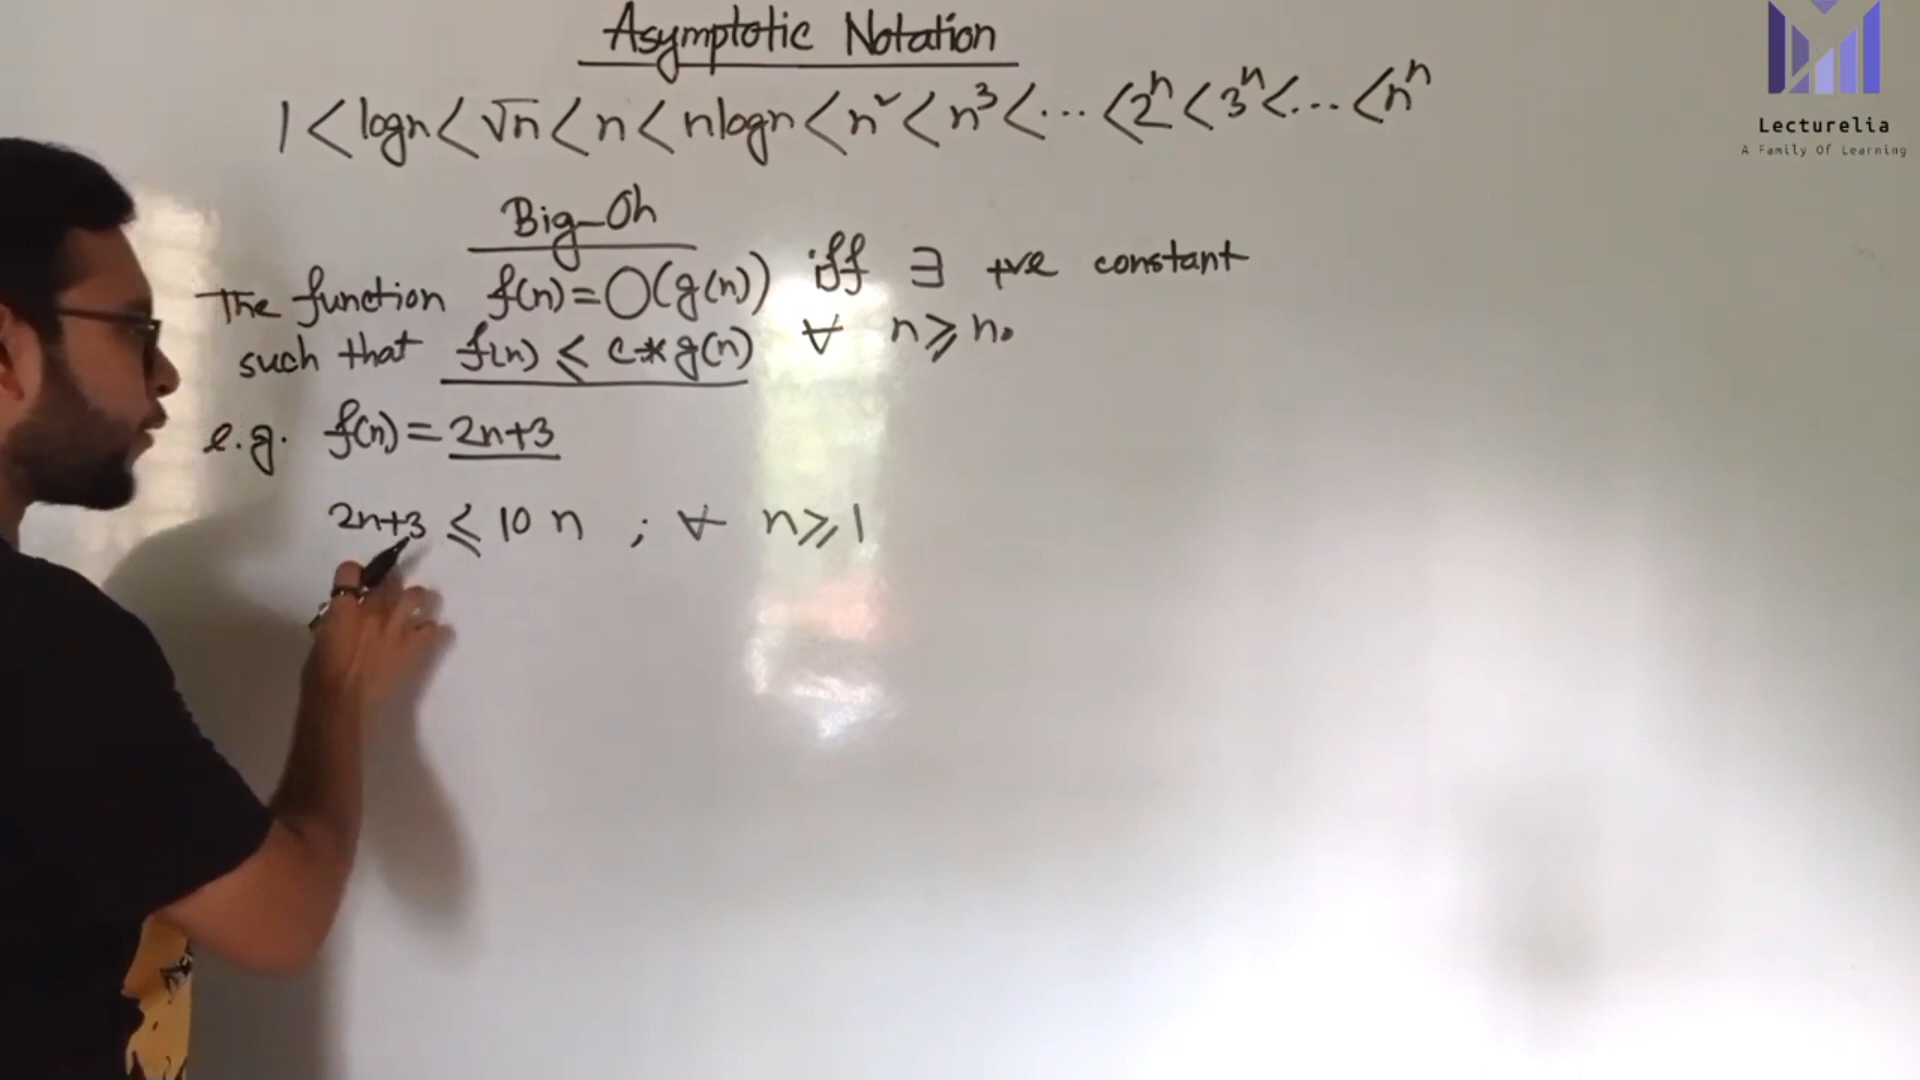 Asymptotic Notation
1 < logn < √n < n < nlogn < n² < n³ < ... < 2ⁿ < 3ⁿ < ... < nⁿ
Lecturelia
A Family Of Learning
Big-Oh
The function f(n) = O(g(n)) iff ∃ +ve constant
such that f(n) ≤ c*g(n) ∀ n ≥ n₀
e.g. f(n) = 2n+3
2n+3 ≤ 10 n ; ∀ n ≥ 1